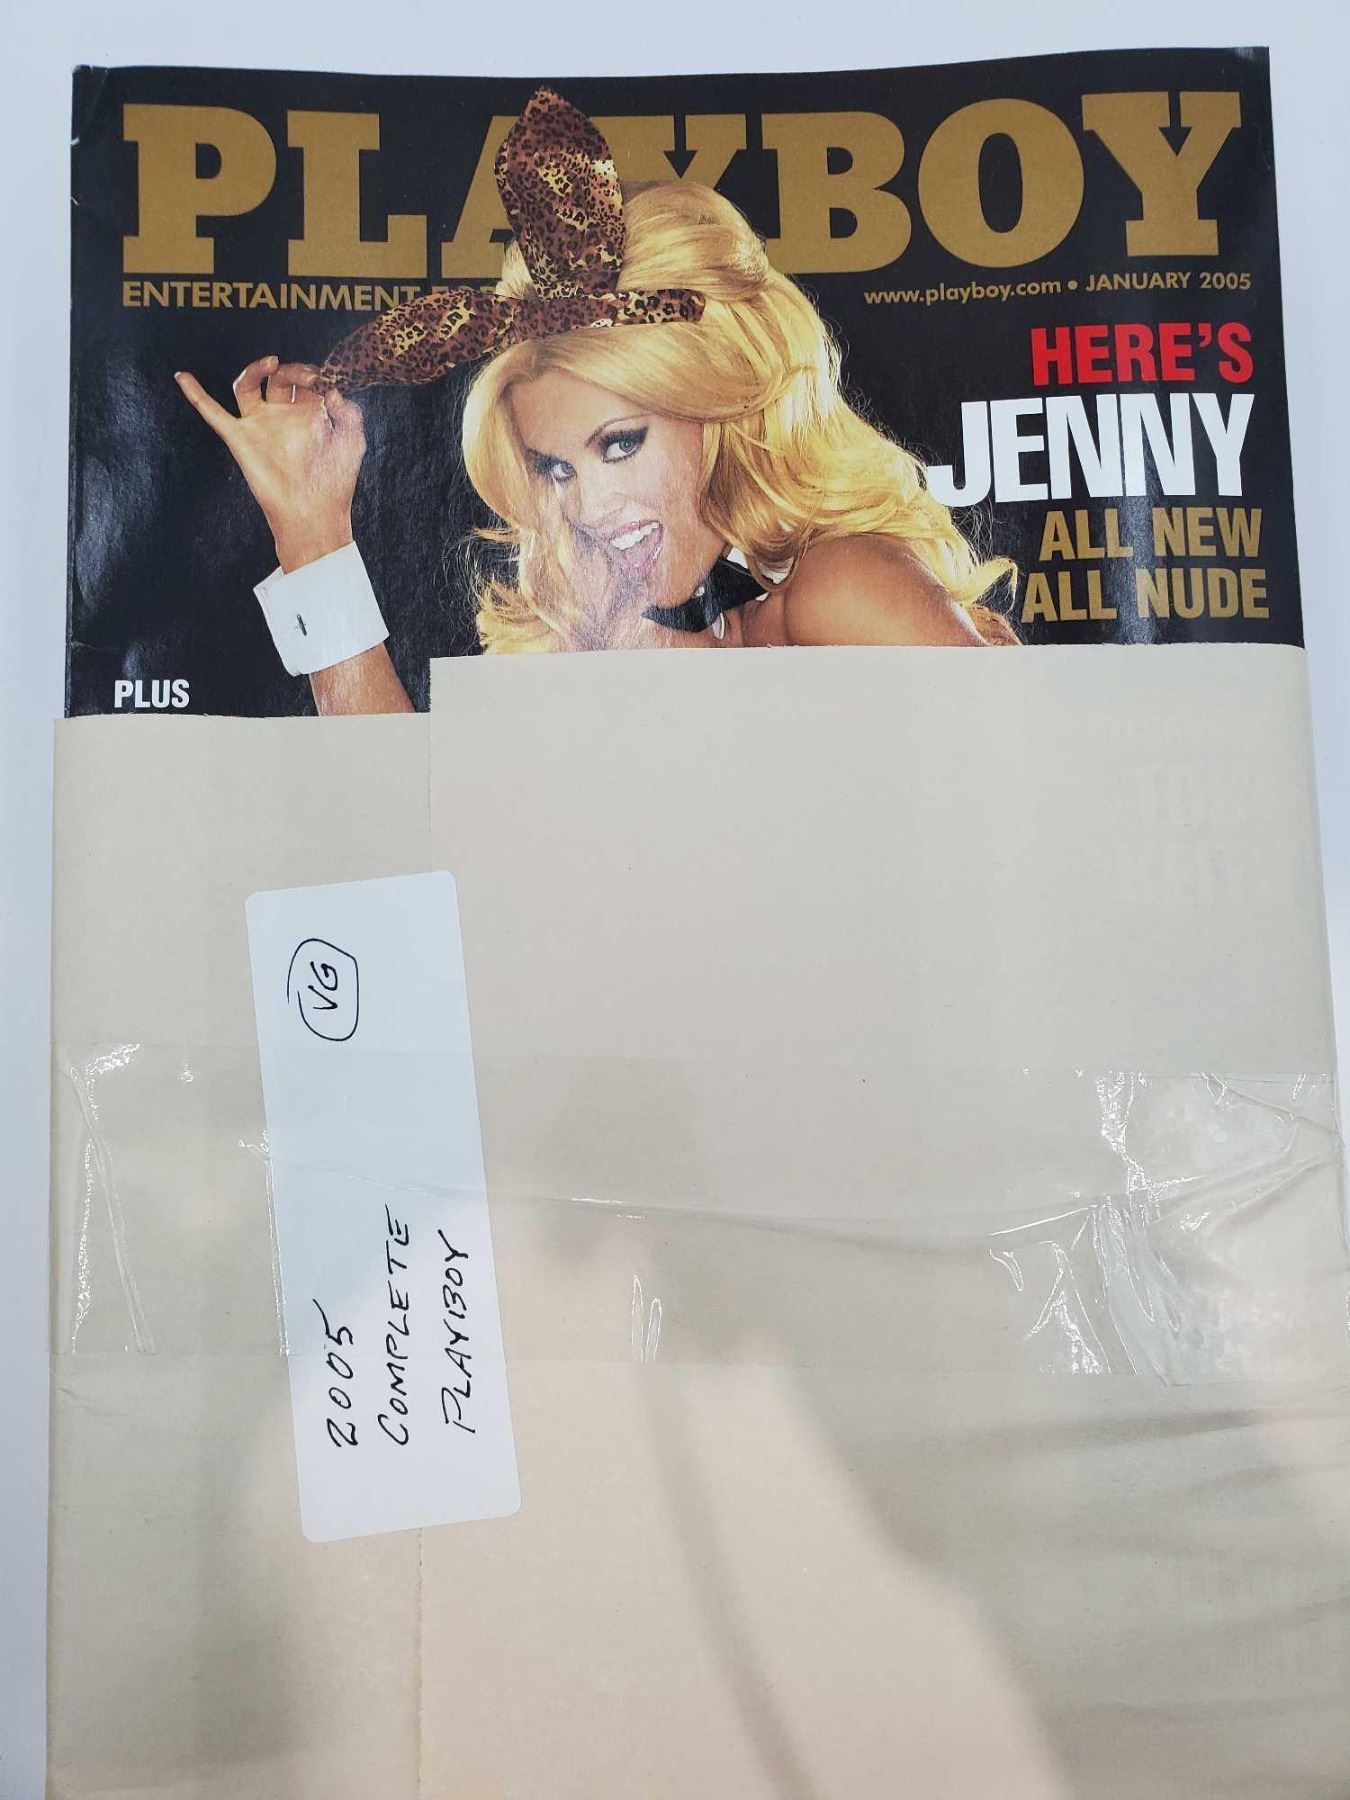 PLAYBOY
ENTERTAINMENT
www.playboy.com • JANUARY 2005
HERE'S
JENNY
ALL NEW
ALL NUDE
PLUS
VG
2005
COMPLETE
PLAYBOY